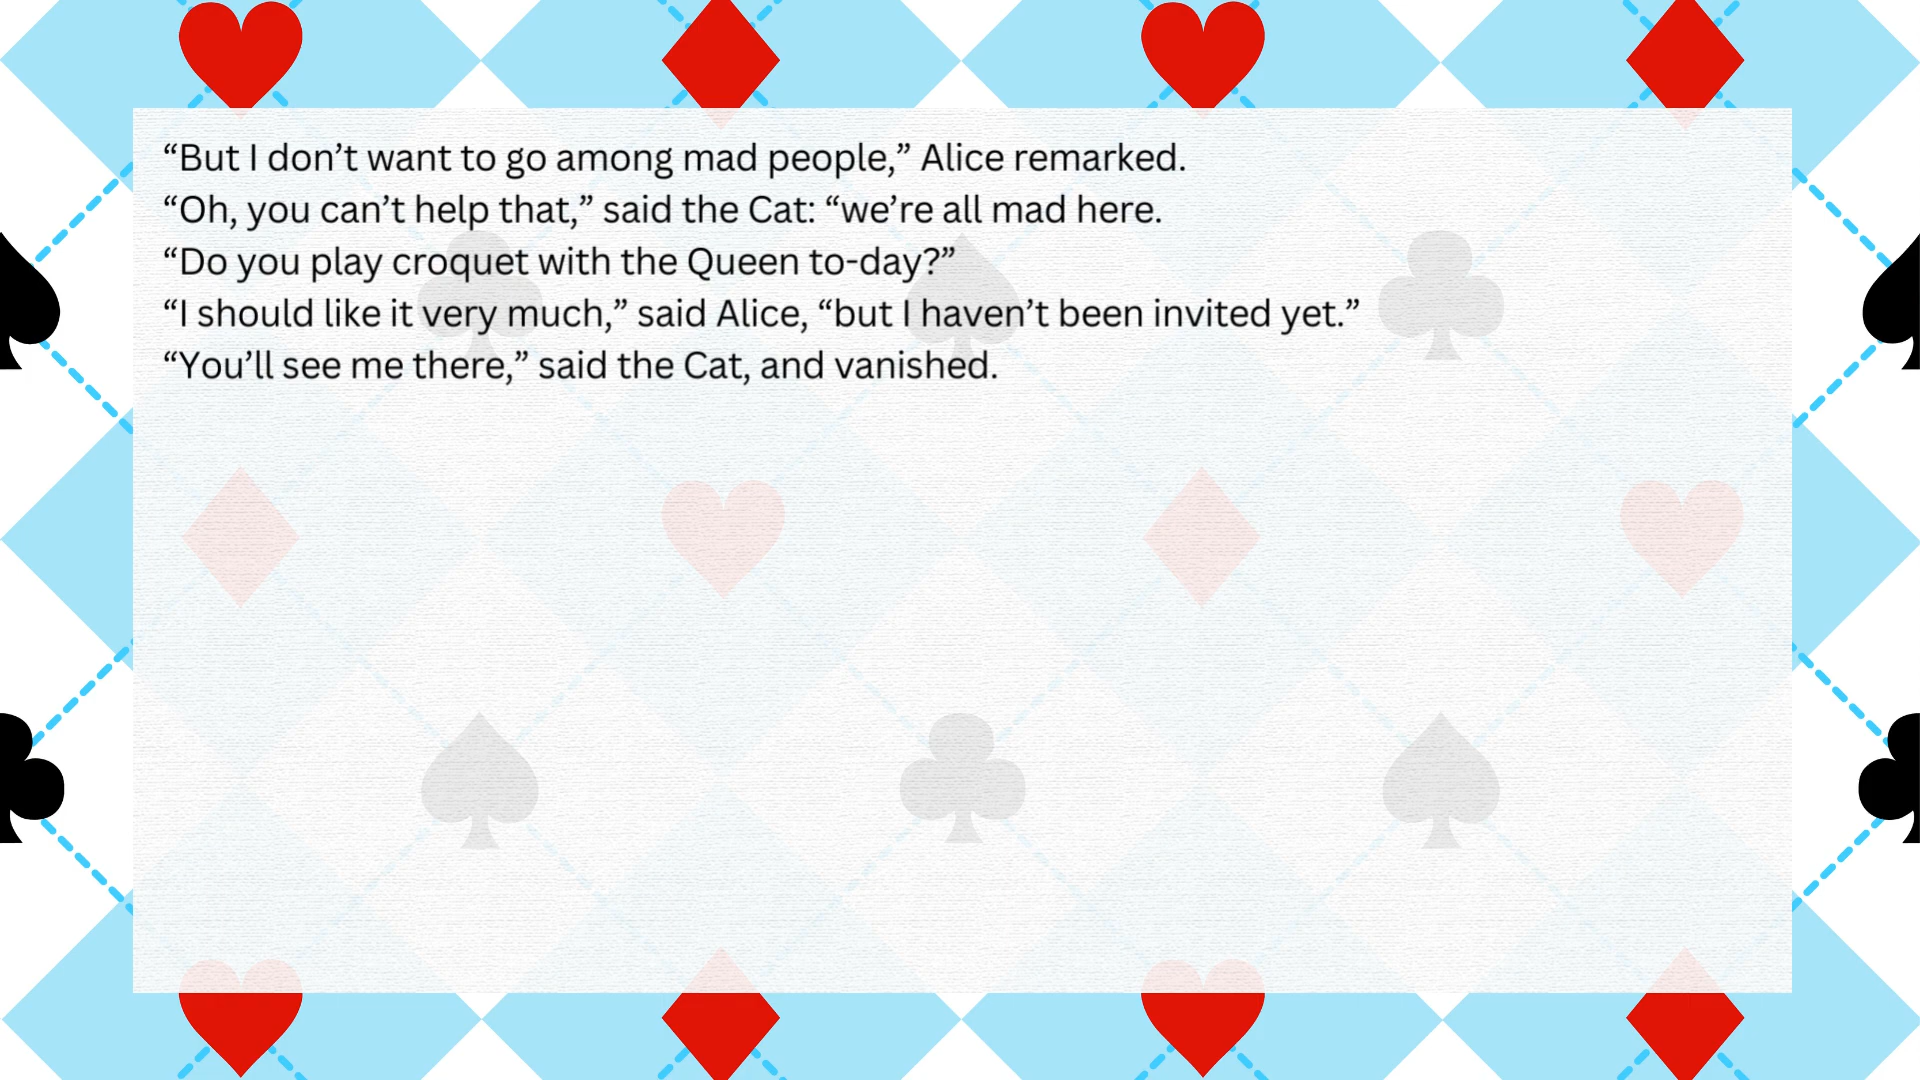 “But I don’t want to go among mad people,” Alice remarked.
“Oh, you can’t help that,” said the Cat: “we’re all mad here.
“Do you play croquet with the Queen to-day?”
“I should like it very much,” said Alice, “but I haven’t been invited yet.”
“You’ll see me there,” said the Cat, and vanished.